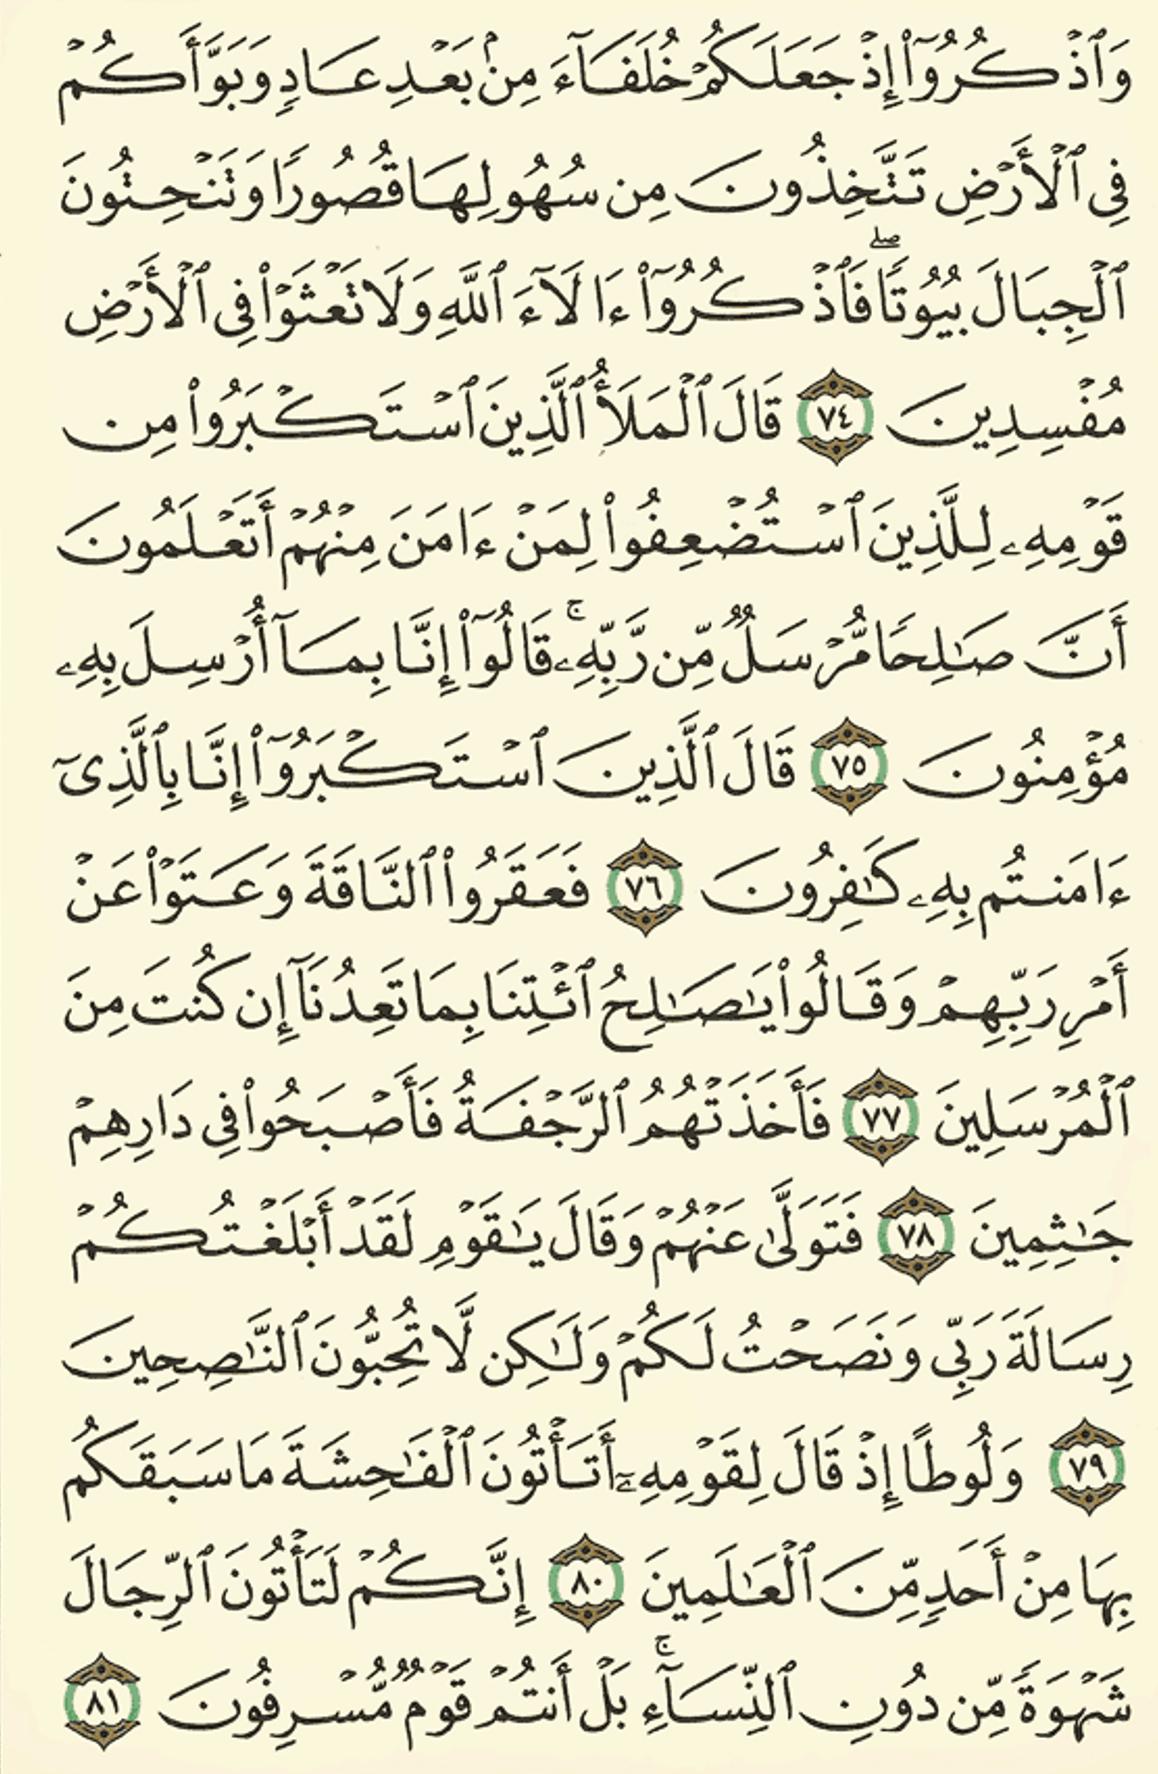 وَٱذۡكُرُوٓاْ إِذۡ جَعَلَكُمۡ خُلَفَآءَ مِنۢ بَعۡدِ عَادٖ وَبَوَّأَكُمۡ
فِي ٱلۡأَرۡضِ تَتَّخِذُونَ مِن سُهُولِهَا قُصُورٗا وَتَنۡحِتُونَ
ٱلۡجِبَالَ بُيُوتٗاۖ فَٱذۡكُرُوٓاْ ءَالَآءَ ٱللَّهِ وَلَا تَعۡثَوۡاْ فِي ٱلۡأَرۡضِ
مُفۡسِدِينَ ٧٤ قَالَ ٱلۡمَلَأُ ٱلَّذِينَ ٱسۡتَكۡبَرُواْ مِن
قَوۡمِهِۦ لِلَّذِينَ ٱسۡتُضۡعِفُواْ لِمَنۡ ءَامَنَ مِنۡهُمۡ أَتَعۡلَمُونَ
أَنَّ صَٰلِحٗا مُّرۡسَلٞ مِّن رَّبِّهِۦۚ قَالُوٓاْ إِنَّا بِمَآ أُرۡسِلَ بِهِۦ
مُؤۡمِنُونَ ٧٥ قَالَ ٱلَّذِينَ ٱسۡتَكۡبَرُوٓاْ إِنَّا بِٱلَّذِيٓ
ءَامَنتُم بِهِۦ كَٰفِرُونَ ٧٦ فَعَقَرُواْ ٱلنَّاقَةَ وَعَتَوۡاْ عَنۡ
أَمۡرِ رَبِّهِمۡ وَقَالُواْ يَٰصَٰلِحُ ٱئۡتِنَا بِمَا تَعِدُنَآ إِن كُنتَ مِنَ
ٱلۡمُرۡسَلِينَ ٧٧ فَأَخَذَتۡهُمُ ٱلرَّجۡفَةُ فَأَصۡبَحُواْ فِي دَارِهِمۡ
جَٰثِمِينَ ٧٨ فَتَوَلَّىٰ عَنۡهُمۡ وَقَالَ يَٰقَوۡمِ لَقَدۡ أَبۡلَغۡتُكُمۡ
رِسَالَةَ رَبِّي وَنَصَحۡتُ لَكُمۡ وَلَٰكِن لَّا تُحِبُّونَ ٱلنَّٰصِحِينَ
٧٩ وَلُوطًا إِذۡ قَالَ لِقَوۡمِهِۦٓ أَتَأۡتُونَ ٱلۡفَٰحِشَةَ مَا سَبَقَكُم
بِهَا مِنۡ أَحَدٖ مِّنَ ٱلۡعَٰلَمِينَ ٨٠ إِنَّكُمۡ لَتَأۡتُونَ ٱلرِّجَالَ
شَهۡوَةٗ مِّن دُونِ ٱلنِّسَآءِۚ بَلۡ أَنتُمۡ قَوۡمٞ مُّسۡرِفُونَ ٨١